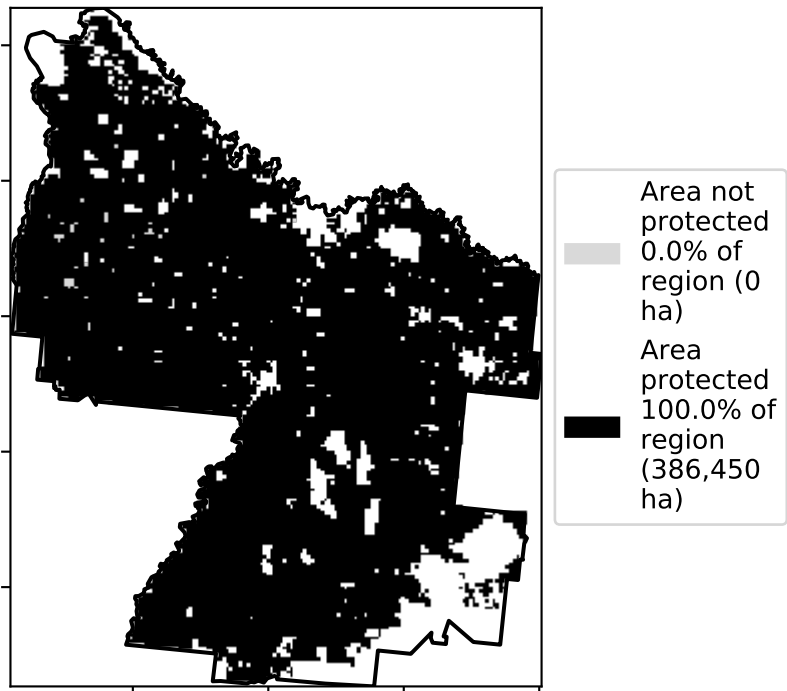 Area not
protected
0.0% of
region (0
ha)
Area
protected
100.0% of
region
(386,450
ha)